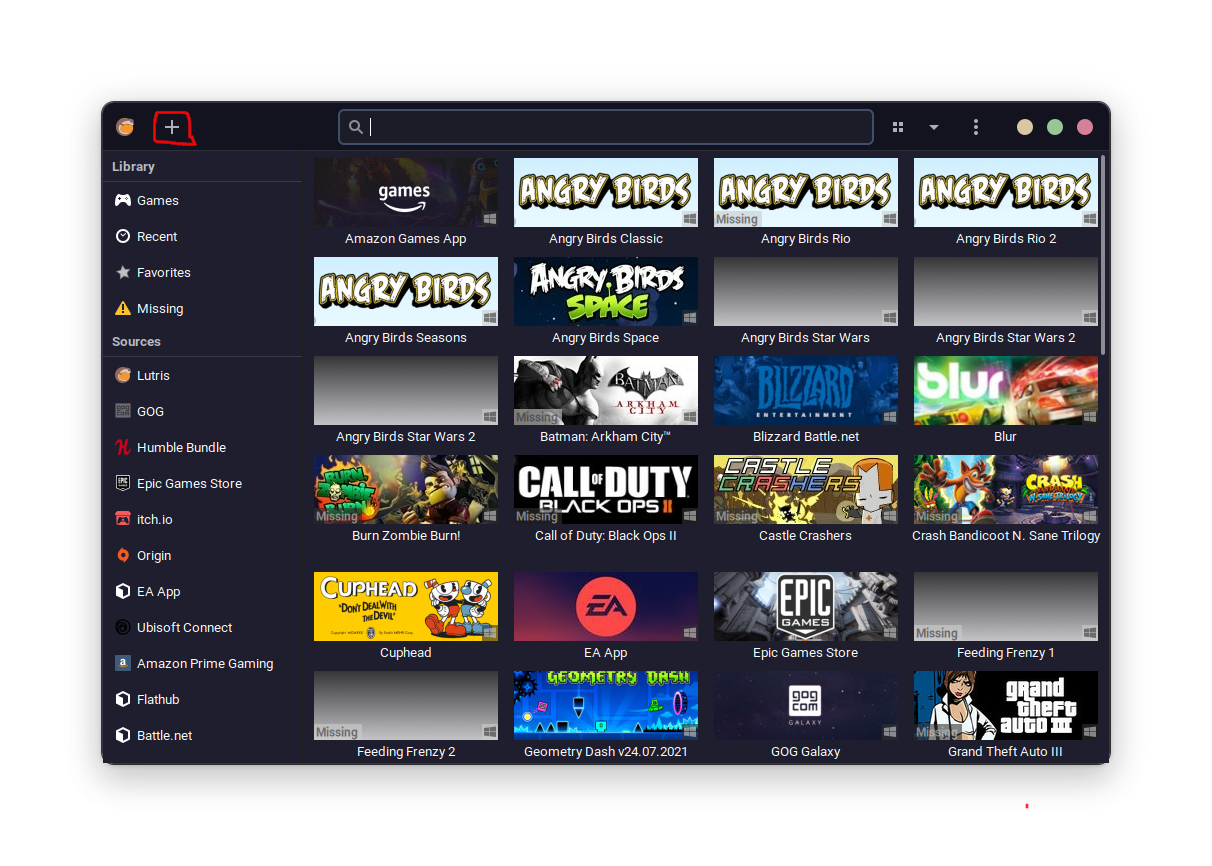 Library
Games
Recent
Favorites
Missing
Sources
Lutris
GOG
Humble Bundle
Epic Games Store
itch.io
Origin
EA App
Ubisoft Connect
Amazon Prime Gaming
Flathub
Battle.net
games
ANGRY BIRDS
ANGRY BIRDS
Missing
ANGRY BIRDS
Amazon Games App
Angry Birds Classic
Angry Birds Rio
Angry Birds Rio 2
ANGRY BIRDS
ANGRY BIRDS
SPACE
Angry Birds Seasons
Angry Birds Space
Angry Birds Star Wars
Angry Birds Star Wars 2
BATMAN
ARKHAM
CITY
Missing
BLIZZARD
ENTERTAINMENT
blur
Angry Birds Star Wars 2
Batman: Arkham City™
Blizzard Battle.net
Blur
BURN
ZOMBIE
BURN
Missing
CALL OF DUTY
BLACK OPS II
Missing
CASTLE
CRASHERS
Missing
CRASH
BANDICOOT
N. SANE TRILOGY
Missing
Burn Zombie Burn!
Call of Duty: Black Ops II
Castle Crashers
Crash Bandicoot N. Sane Trilogy
CUPHEAD
"DON'T DEAL WITH
THE DEVIL"
EA
EPIC
GAMES
Missing
Cuphead
EA App
Epic Games Store
Feeding Frenzy 1
Missing
GEOMETRY DASH
gog
com
GALAXY
grand
theft
auto III
Missing
Feeding Frenzy 2
Geometry Dash v24.07.2021
GOG Galaxy
Grand Theft Auto III